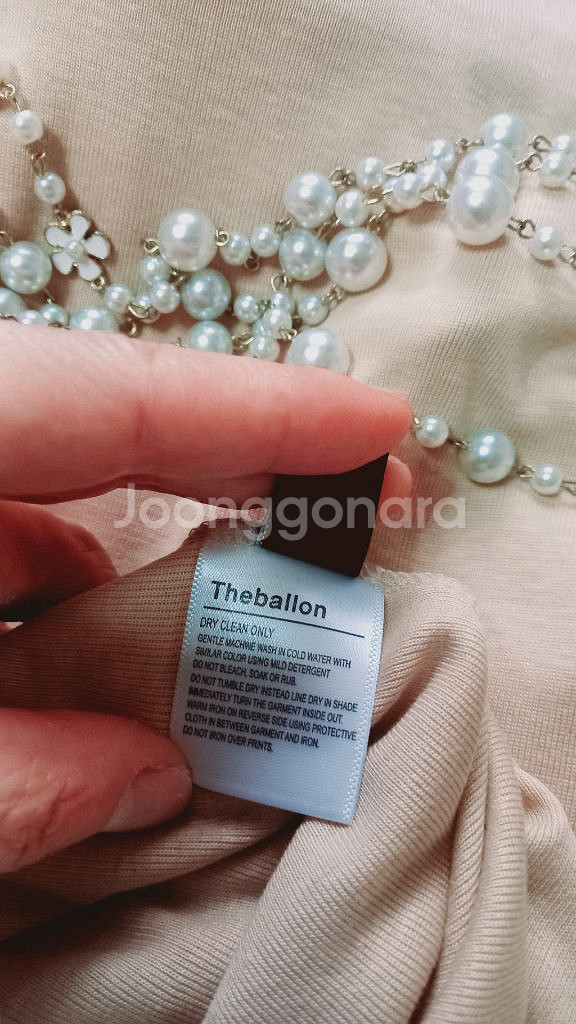 Joonggonara
Theballon
DRY CLEAN ONLY
GENTLE MACHINE WASH IN COLD WATER WITH
SIMILAR COLOR USING MILD DETERGENT
DO NOT BLEACH, SOAK OR RUB.
DO NOT TUMBLE DRY INSTEAD LINE DRY IN SHADE
IMMEDIATELY TURN THE GARMENT INSIDE OUT.
WARM IRON ON REVERSE SIDE USING PROTECTIVE
CLOTH IN BETWEEN GARMENT AND IRON.
DO NOT IRON OVER PRINTS.